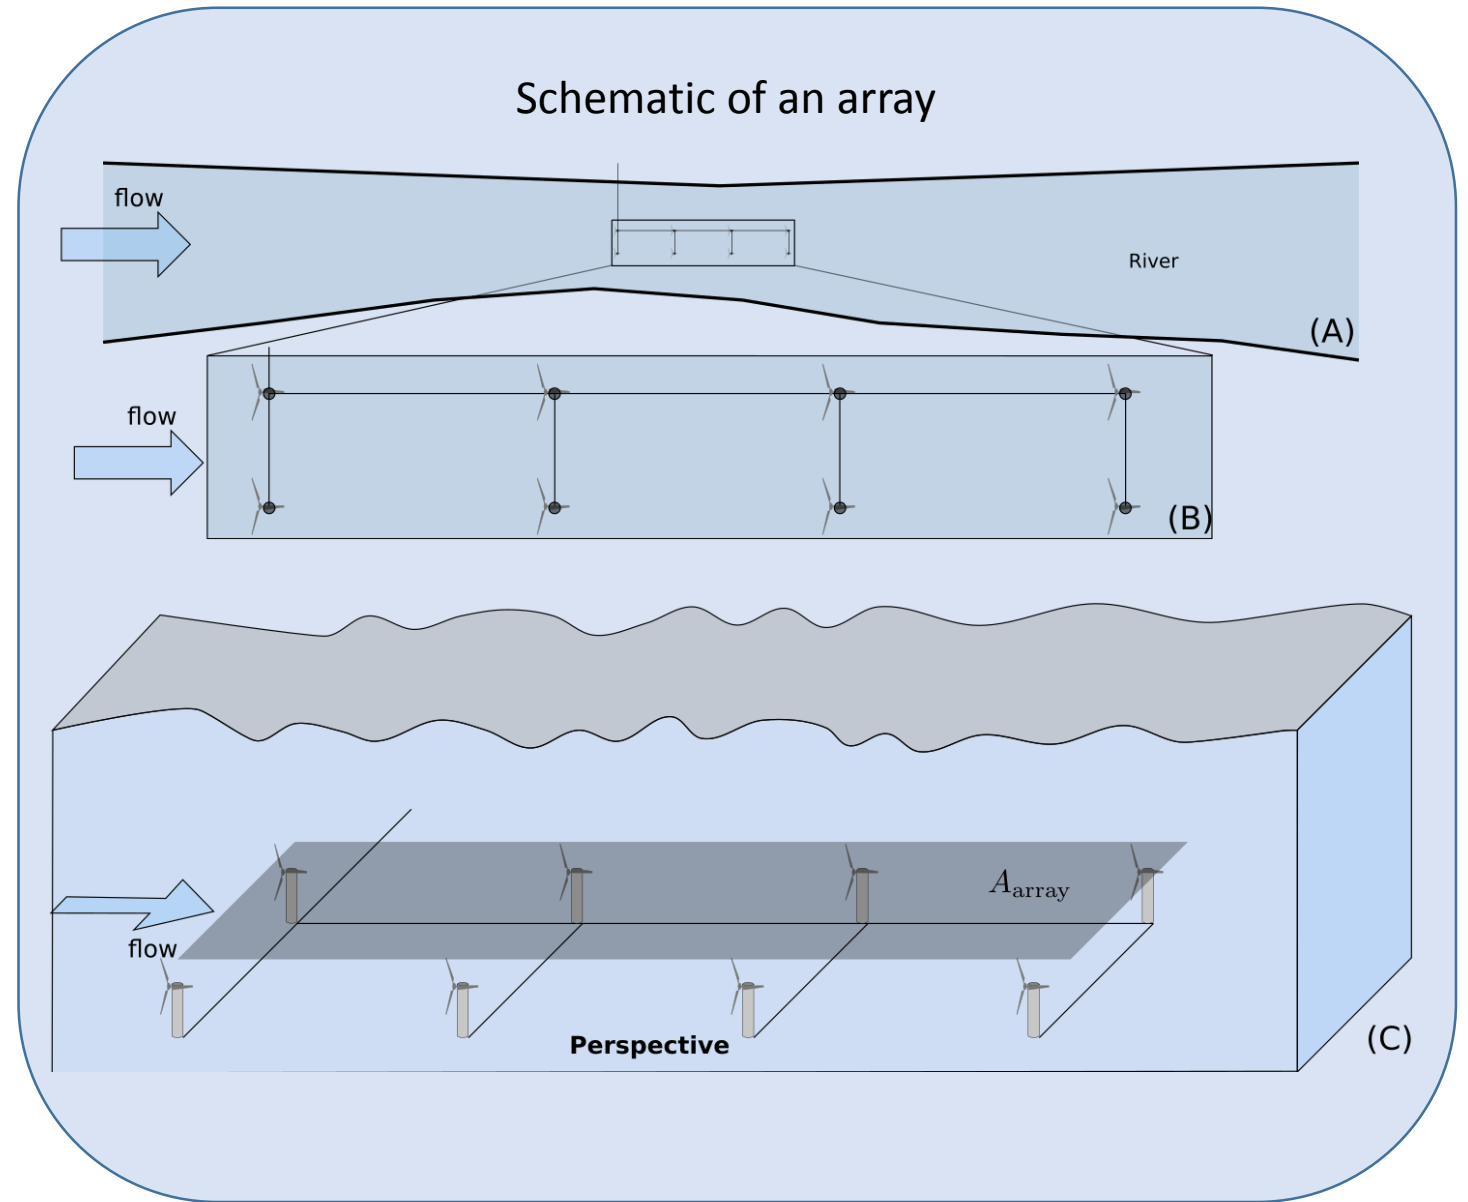 Schematic of an array
flow
River
(A)
flow
(B)
A_array
flow
Perspective
(C)